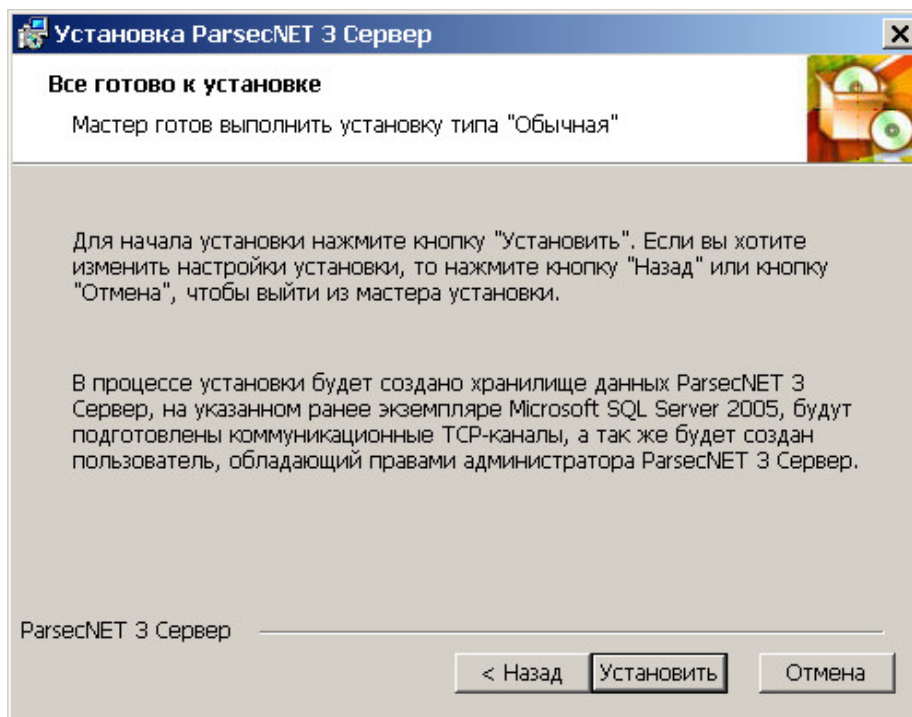 Установка ParsecNET 3 Сервер
Все готово к установке
Мастер готов выполнить установку типа "Обычная"
Для начала установки нажмите кнопку "Установить". Если вы хотите
изменить настройки установки, то нажмите кнопку "Назад" или кнопку
"Отмена", чтобы выйти из мастера установки.
В процессе установки будет создано хранилище данных ParsecNET 3
Сервер, на указанном ранее экземпляре Microsoft SQL Server 2005, будут
подготовлены коммуникационные TCP-каналы, а так же будет создан
пользователь, обладающий правами администратора ParsecNET 3 Сервер.
ParsecNET 3 Сервер
< Назад
Установить
Отмена